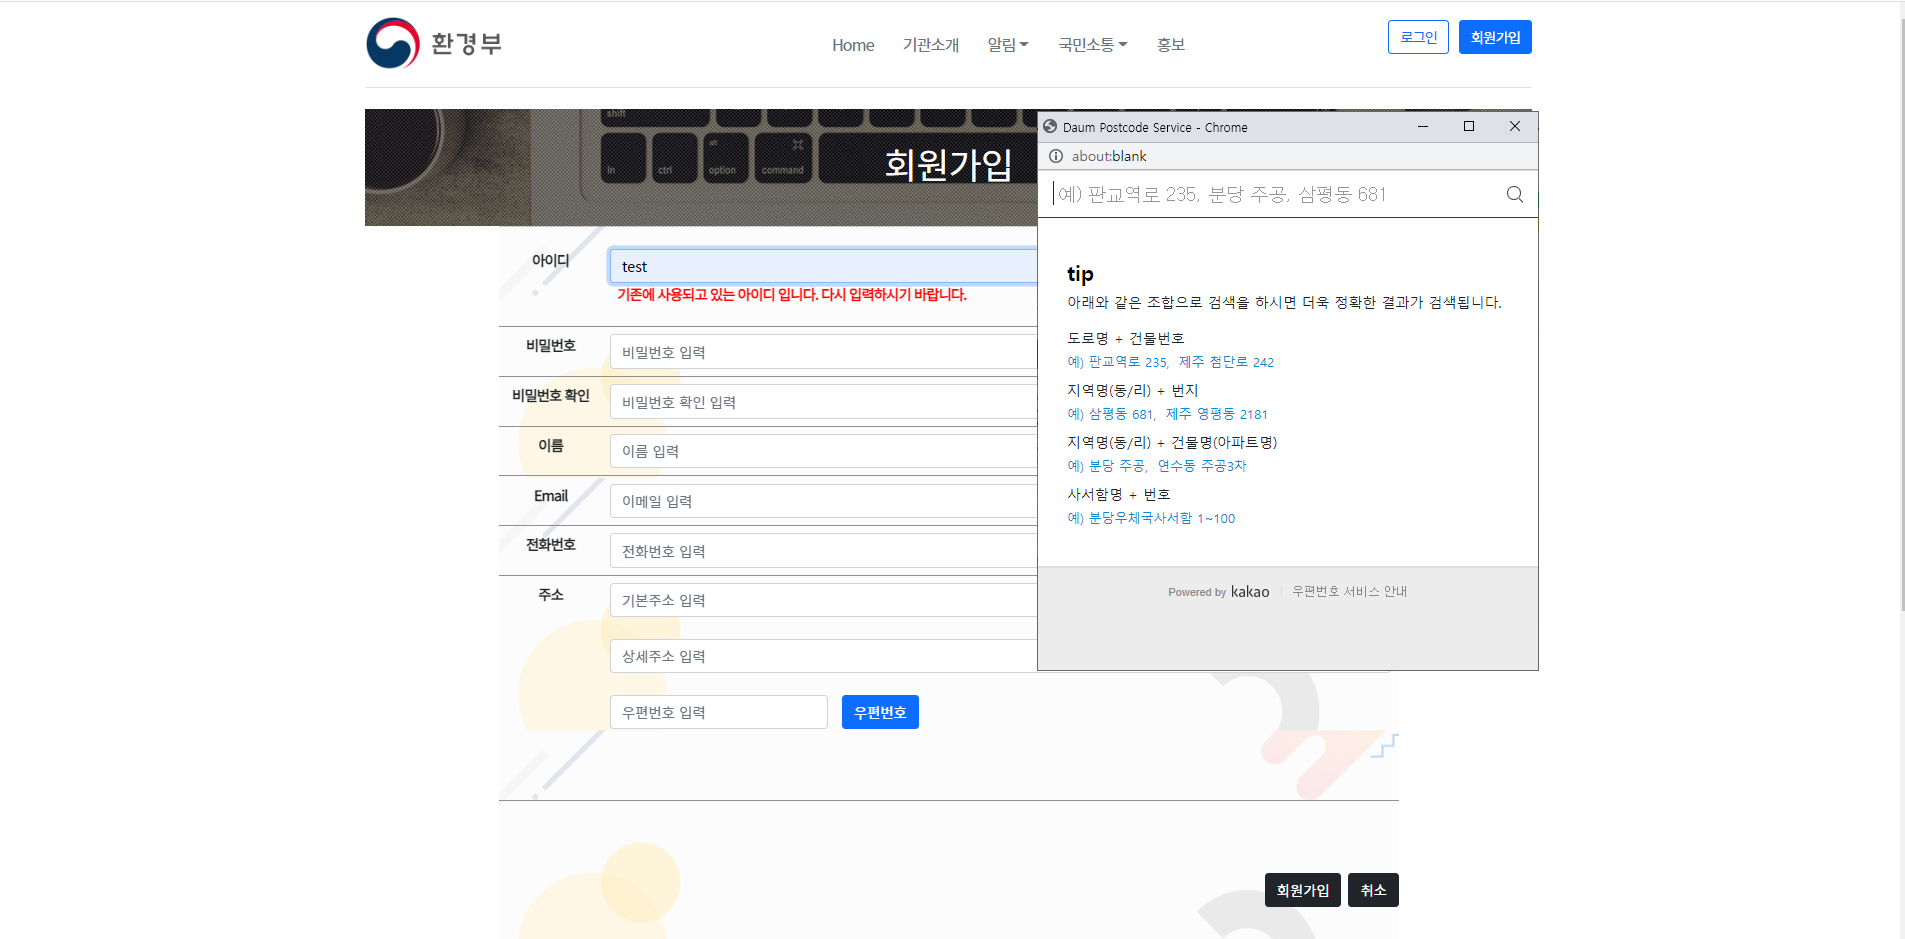 환경부
Home 기관소개 알림 국민소통 홍보
로그인 회원가입
shift
ln ctrl alt option command
회원가입
아이디 test
기존에 사용되고 있는 아이디 입니다. 다시 입력하시기 바랍니다.
비밀번호 비밀번호 입력
비밀번호 확인 비밀번호 확인 입력
이름 이름 입력
Email 이메일 입력
전화번호 전화번호 입력
주소 기본주소 입력
상세주소 입력
우편번호 입력 우편번호
회원가입 취소
Daum Postcode Service - Chrome
about:blank
예) 판교역로 235, 분당 주공, 삼평동 681
tip
아래와 같은 조합으로 검색을 하시면 더욱 정확한 결과가 검색됩니다.
도로명 + 건물번호
예) 판교역로 235, 제주 첨단로 242
지역명(동/리) + 번지
예) 삼평동 681, 제주 영평동 2181
지역명(동/리) + 건물명(아파트명)
예) 분당 주공, 연수동 주공3차
사서함명 + 번호
예) 분당우체국사서함 1~100
Powered by kakao 우편번호 서비스 안내